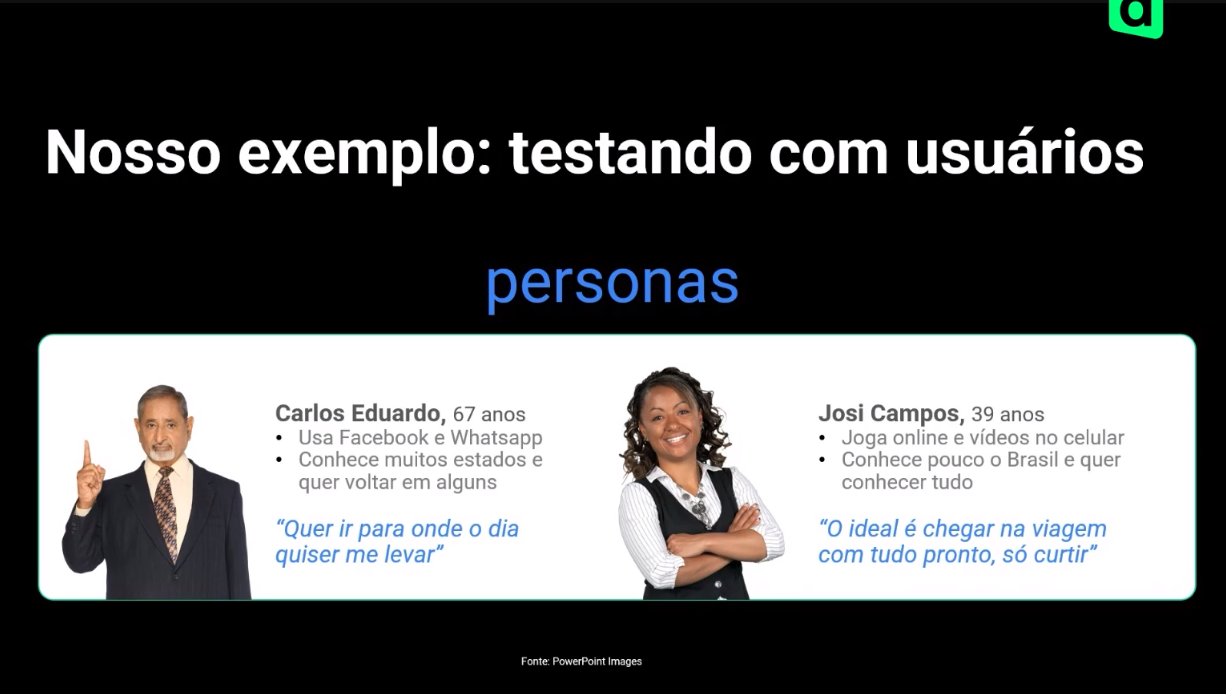 Nosso exemplo: testando com usuários
personas
Carlos Eduardo, 67 anos
• Usa Facebook e Whatsapp
• Conhece muitos estados e
quer voltar em alguns
“Quer ir para onde o dia
quiser me levar”
Josi Campos, 39 anos
• Joga online e vídeos no celular
• Conhece pouco o Brasil e quer
conhecer tudo
“O ideal é chegar na viagem
com tudo pronto, só curtir”
Fonte: PowerPoint Images